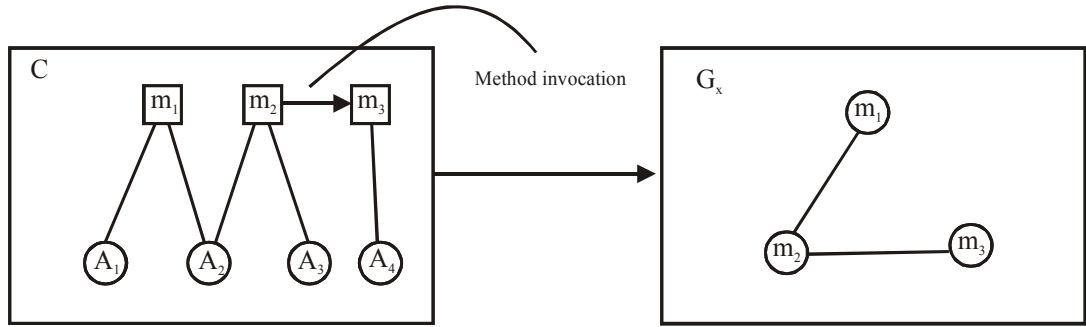 C
m₁ m₂ m₃
A₁ A₂ A₃ A₄
Method invocation
Gₓ
m₁
m₂ m₃